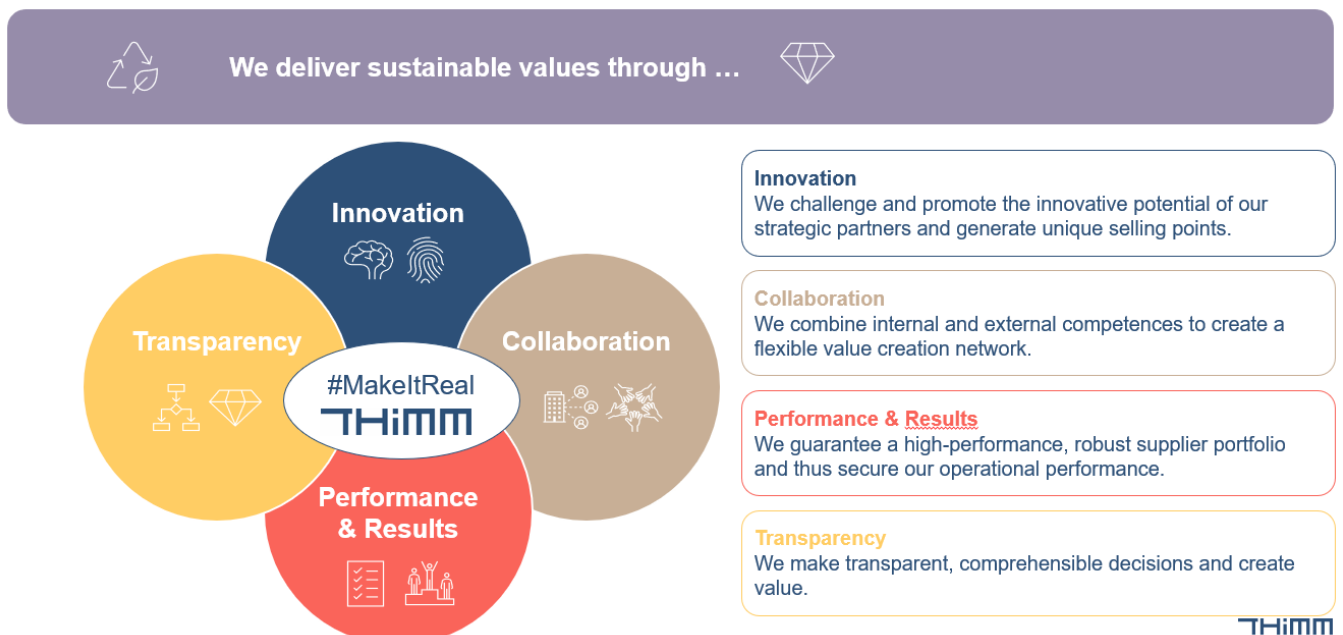 We deliver sustainable values through ...
Innovation
Transparency
Collaboration
#MakeItReal
THiMM
Performance
& Results
Innovation
We challenge and promote the innovative potential of our
strategic partners and generate unique selling points.
Collaboration
We combine internal and external competences to create a
flexible value creation network.
Performance & Results
We guarantee a high-performance, robust supplier portfolio
and thus secure our operational performance.
Transparency
We make transparent, comprehensible decisions and create
value.
THiMM